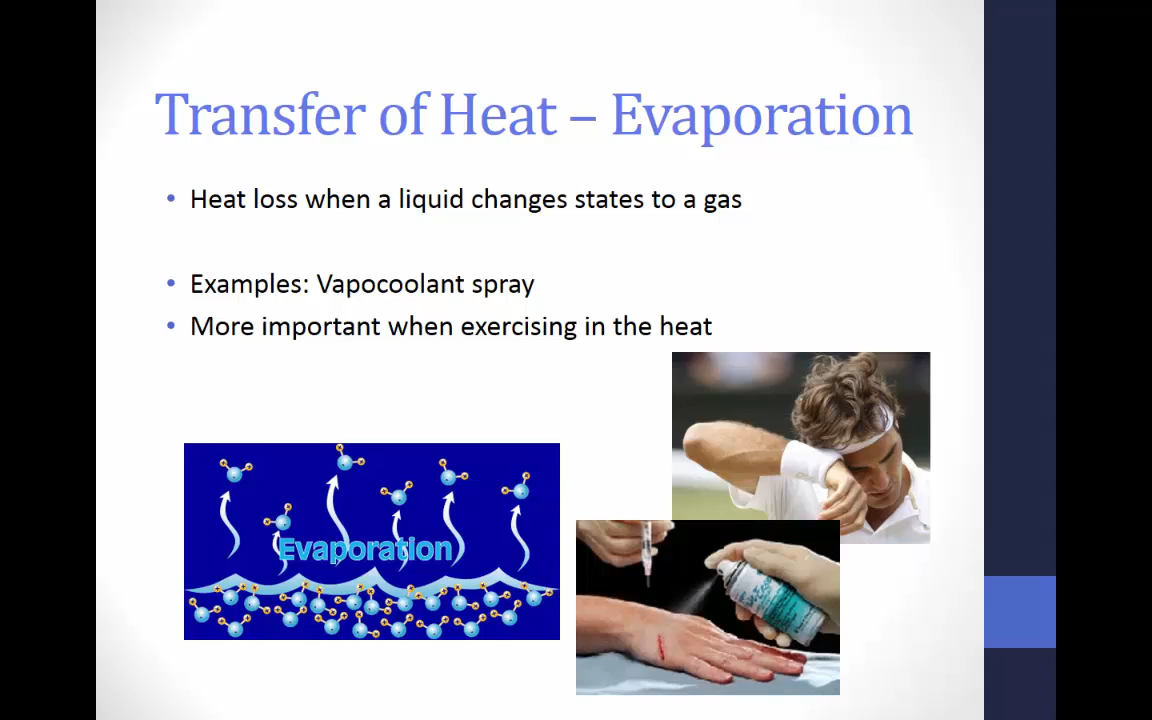 Transfer of Heat – Evaporation
• Heat loss when a liquid changes states to a gas
• Examples: Vapocoolant spray
• More important when exercising in the heat
Evaporation